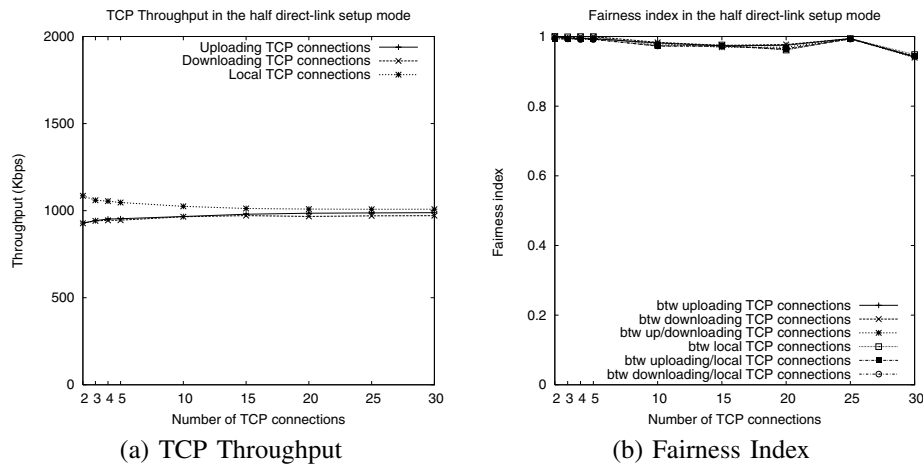 TCP Throughput in the half direct-link setup mode
2000
1500
1000
500
0
Throughput (Kbps)
Uploading TCP connections
Downloading TCP connections
Local TCP connections
2 3 4 5 10 15 20 25 30
Number of TCP connections
(a) TCP Throughput
Fairness index in the half direct-link setup mode
1
0.8
0.6
0.4
0.2
0
Fairness index
btw uploading TCP connections
btw downloading TCP connections
btw up/downloading TCP connections
btw local TCP connections
btw uploading/local TCP connections
btw downloading/local TCP connections
2 3 4 5 10 15 20 25 30
Number of TCP connections
(b) Fairness Index